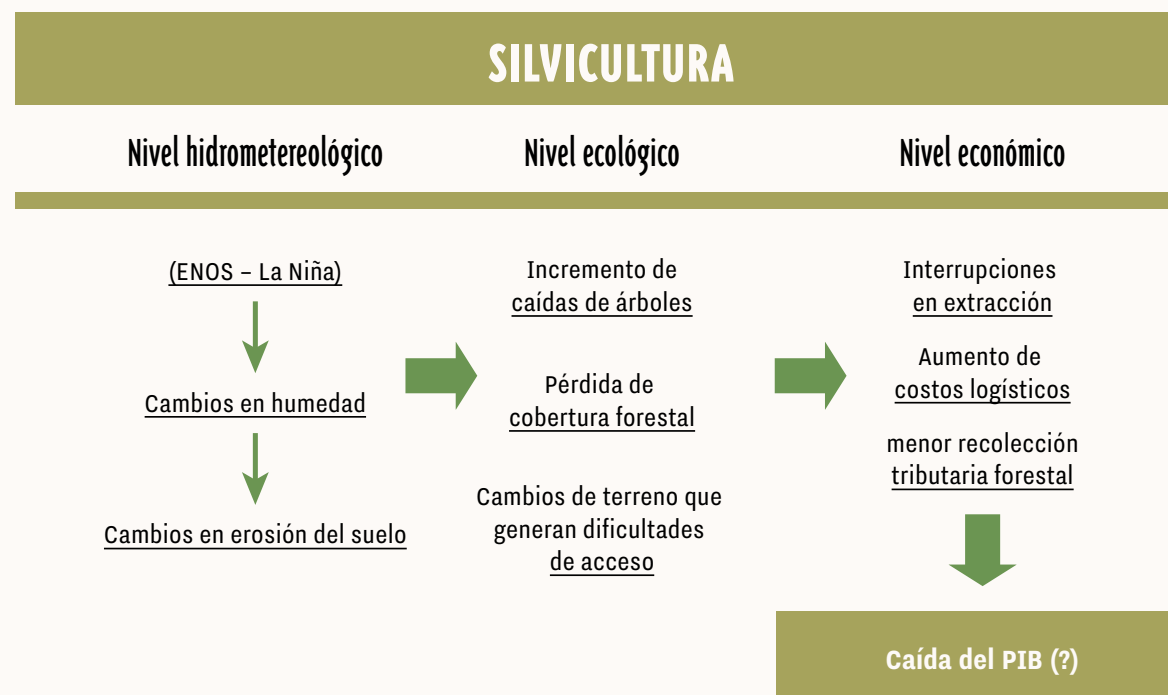 SILVICULTURA
Nivel hidrometereológico
Nivel ecológico
Nivel económico
(ENOS – La Niña)
Cambios en humedad
Cambios en erosión del suelo
Incremento de
caídas de árboles
Pérdida de
cobertura forestal
Cambios de terreno que
generan dificultades
de acceso
Interrupciones
en extracción
Aumento de
costos logísticos
menor recolección
tributaria forestal
Caída del PIB (?)